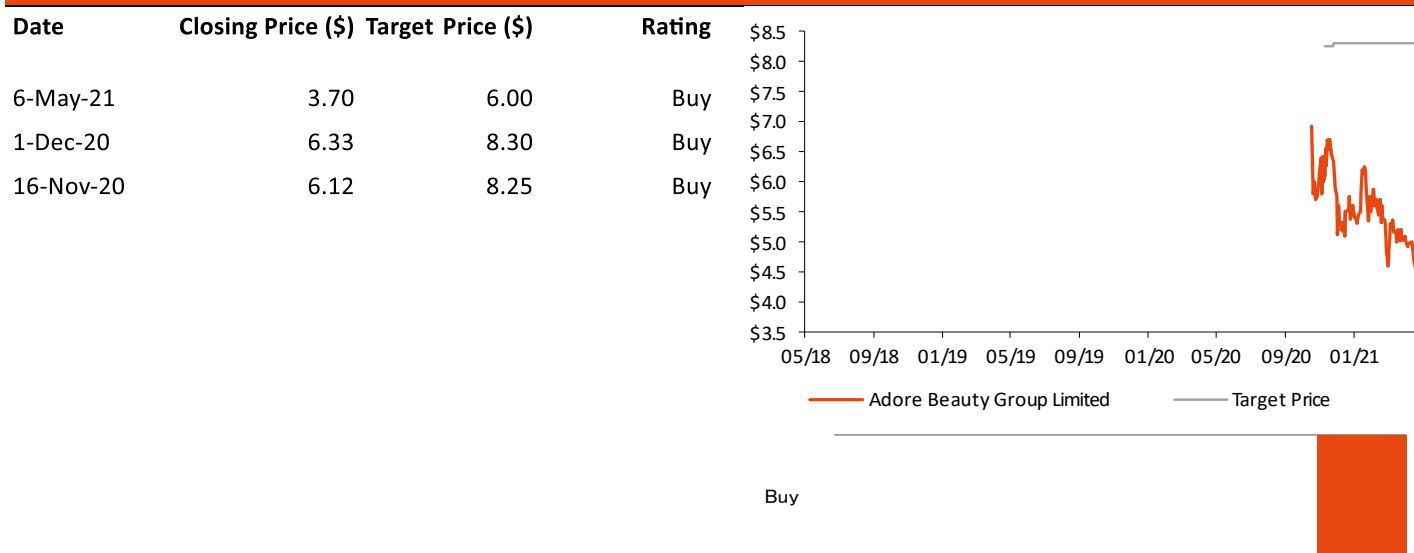 Date Closing Price ($) Target Price ($) Rating
6-May-21 3.70 6.00 Buy
1-Dec-20 6.33 8.30 Buy
16-Nov-20 6.12 8.25 Buy
$8.5
$8.0
$7.5
$7.0
$6.5
$6.0
$5.5
$5.0
$4.5
$4.0
$3.5
05/18 09/18 01/19 05/19 09/19 01/20 05/20 09/20 01/21
Adore Beauty Group Limited Target Price
Buy